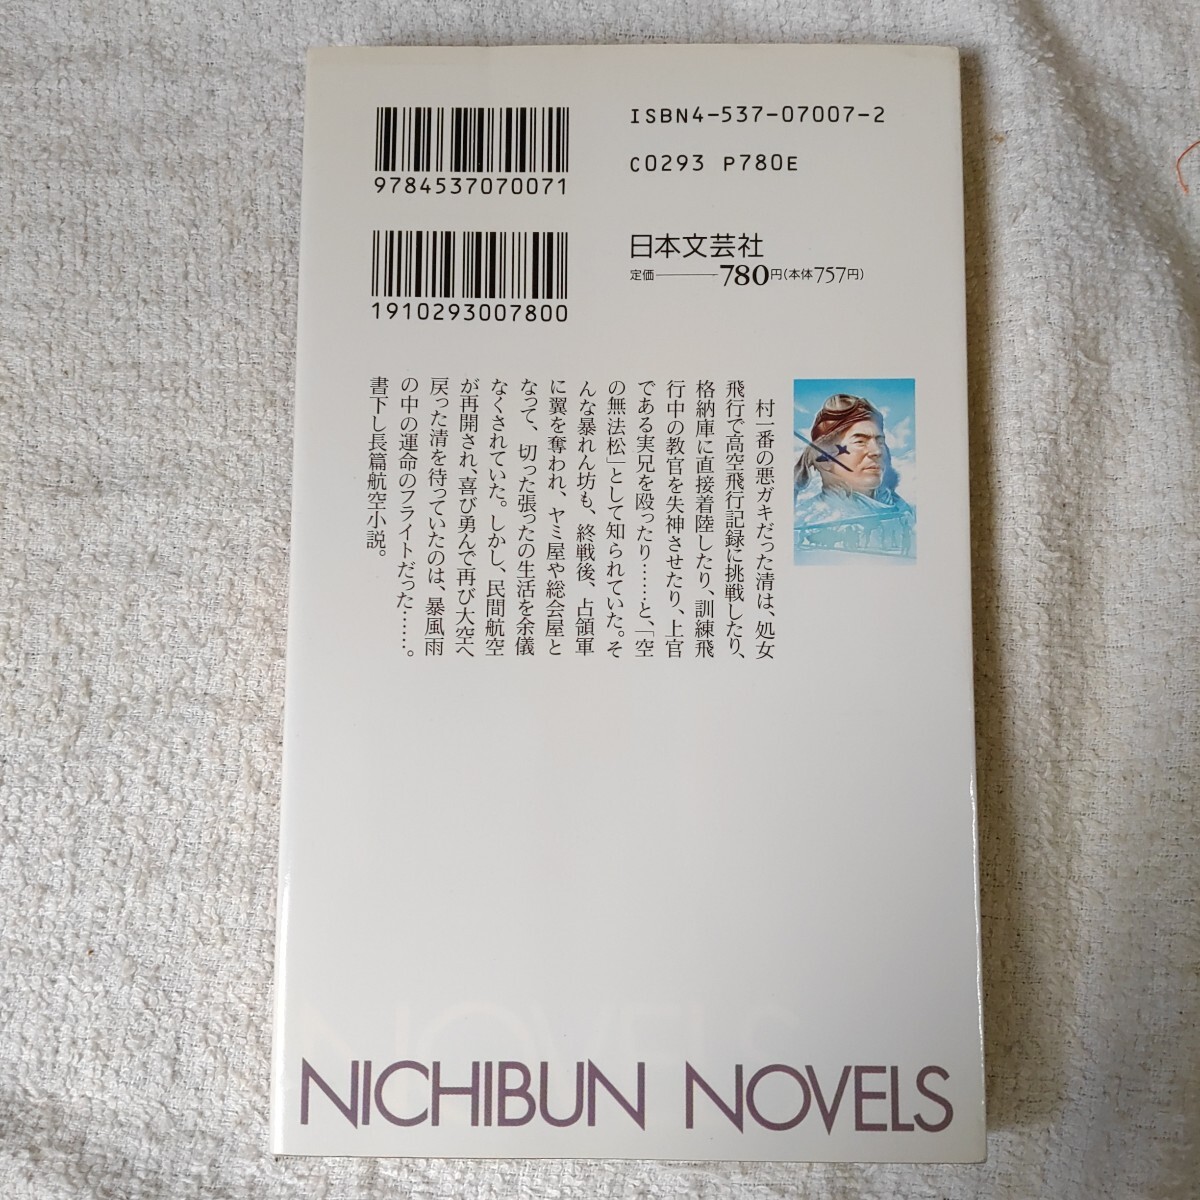 ISBN4-537-07007-2
C0293 P780E
9784537070071
1910293007800
日本文芸社
定価―――780円(本体757円)
村一番の悪ガキだった清は、処女
飛行で高空飛行記録に挑戦したり、
格納庫に直接着陸したり、訓練飛
行中の教官を失神させたり、上官
である実兄を殴ったり……と、「空
の無法松」として知られていた。そ
んな暴れん坊も、終戦後、占領軍
に翼を奪われ、ヤミ屋や総会屋と
なって、切った張ったの生活を余儀
なくされていた。しかし、民間航空
が再開され、喜び勇んで再び大空へ
戻った清を待っていたのは、暴風雨
の中の運命のフライトだった……。
書下し長篇航空小説。
NOVELS
NICHIBUN NOVELS